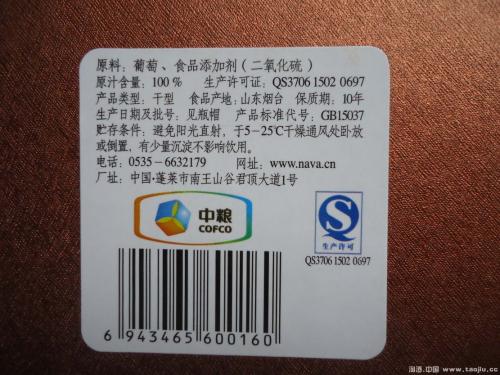 原料: 葡萄、食品添加剂(二氧化硫)
原汁含量: 100% 生产许可证: QS3706 1502 0697
产品类型: 干型 食品产地: 山东烟台 保质期: 10年
生产日期及批号: 见瓶帽 产品标准代号: GB15037
贮存条件: 避免阳光直射, 于5-25℃干燥通风处卧放
或倒置, 有少量沉淀不影响饮用。
电话: 0535-6632179 网址: www.nava.cn
厂址: 中国·蓬莱市南王山谷君顶大道1号
中粮
COFCO
生产许可
QS3706 1502 0697
6 943465 600160
淘酒.中国 www.taojiu.cc